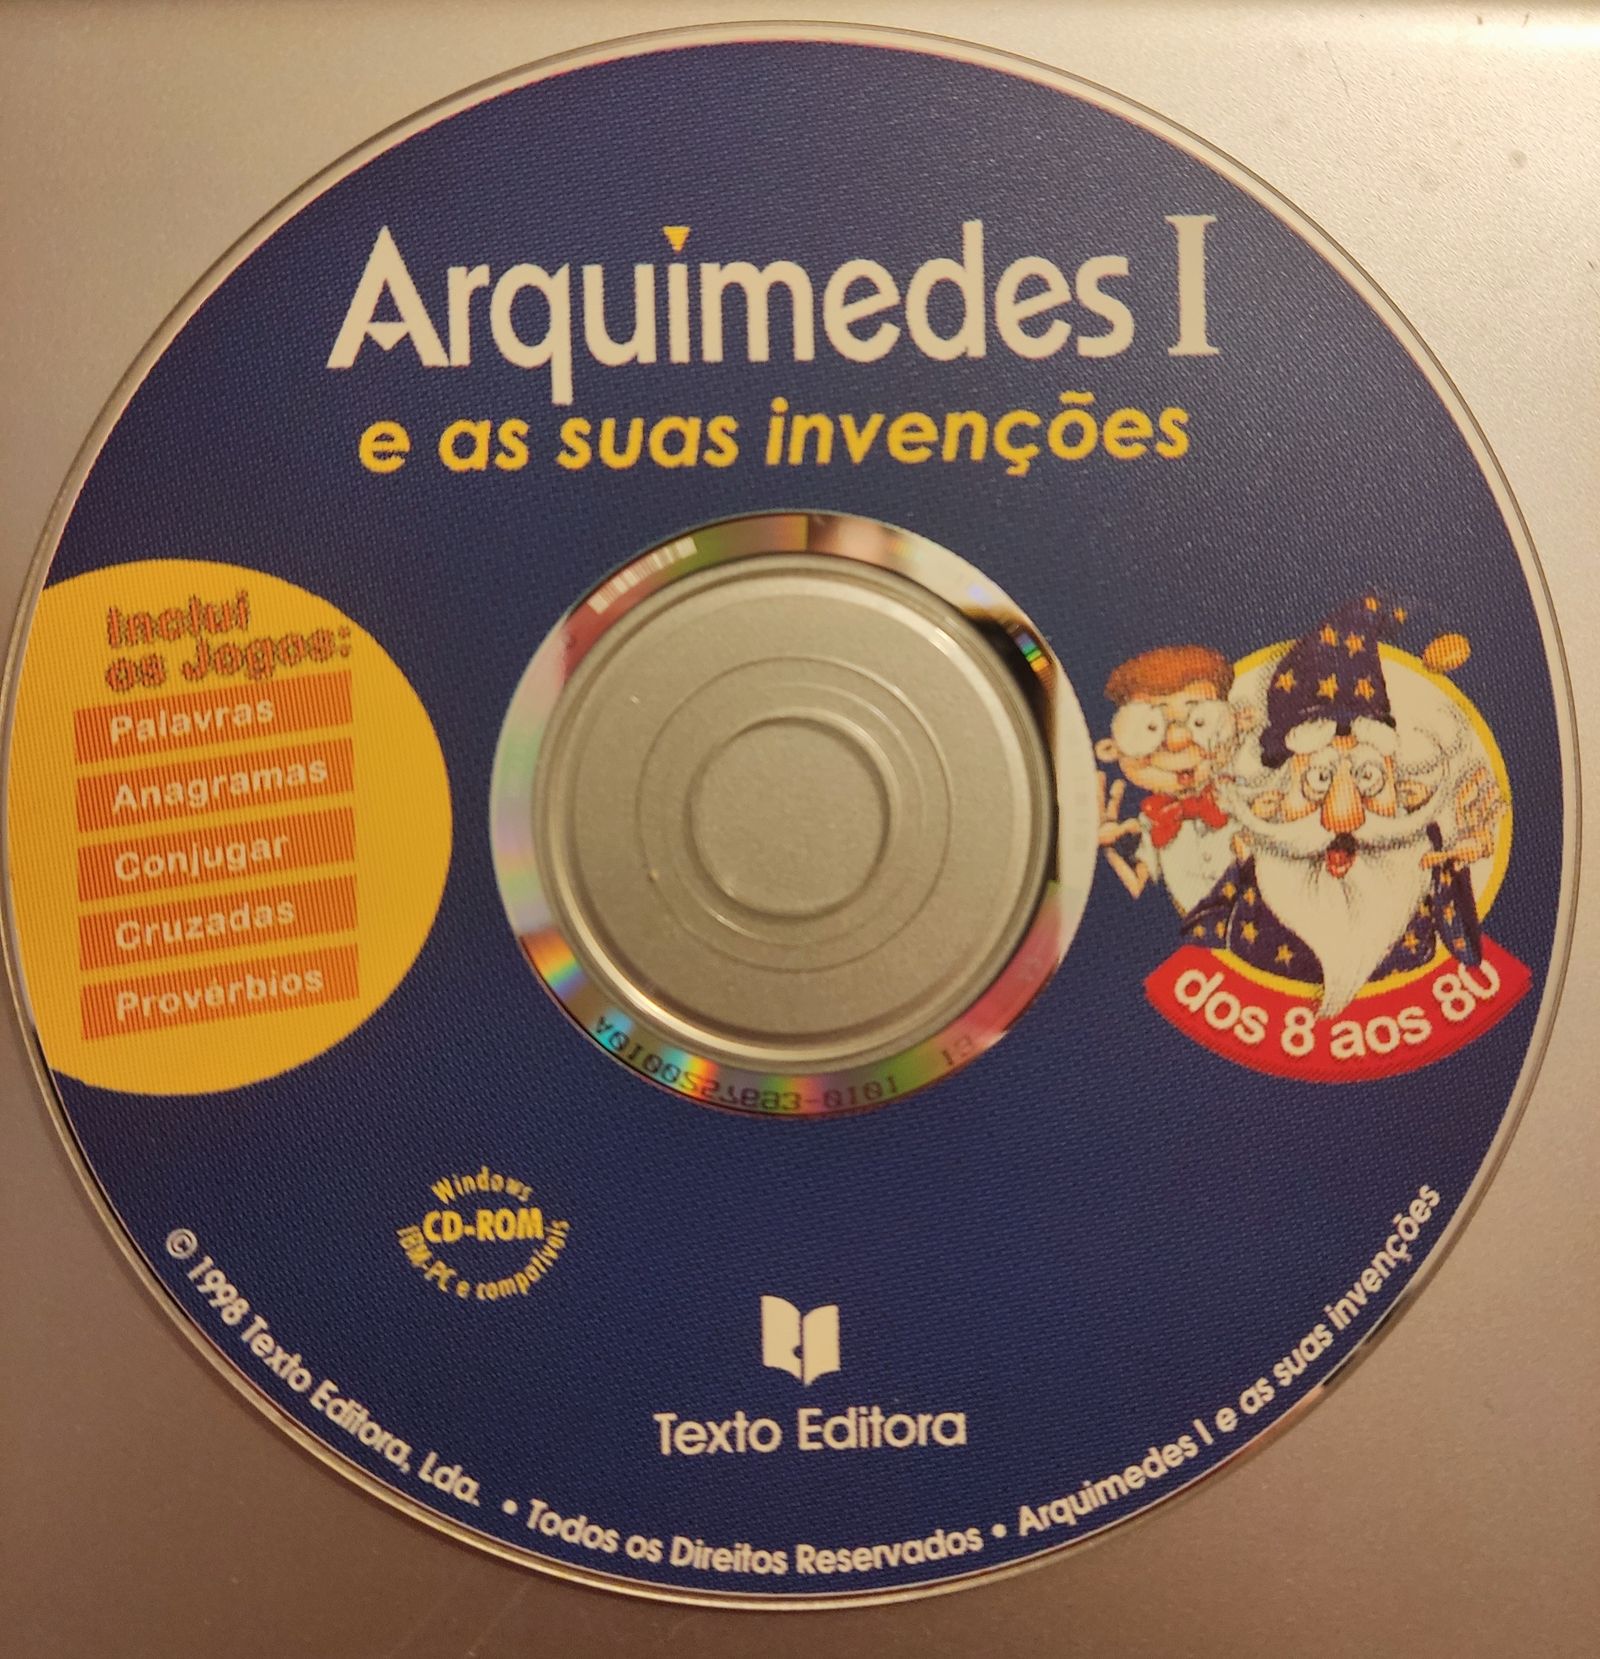 Arquimedes I
e as suas invenções
Inclui
os Jogos:
Palavras
Anagramas
Conjugar
Cruzadas
Provérbios
dos 8 aos 80
Windows
CD-ROM
IBM-PC e compatíveis
Texto Editora
© 1998 Texto Editora, Lda. • Todos os Direitos Reservados • Arquimedes I e as suas invenções